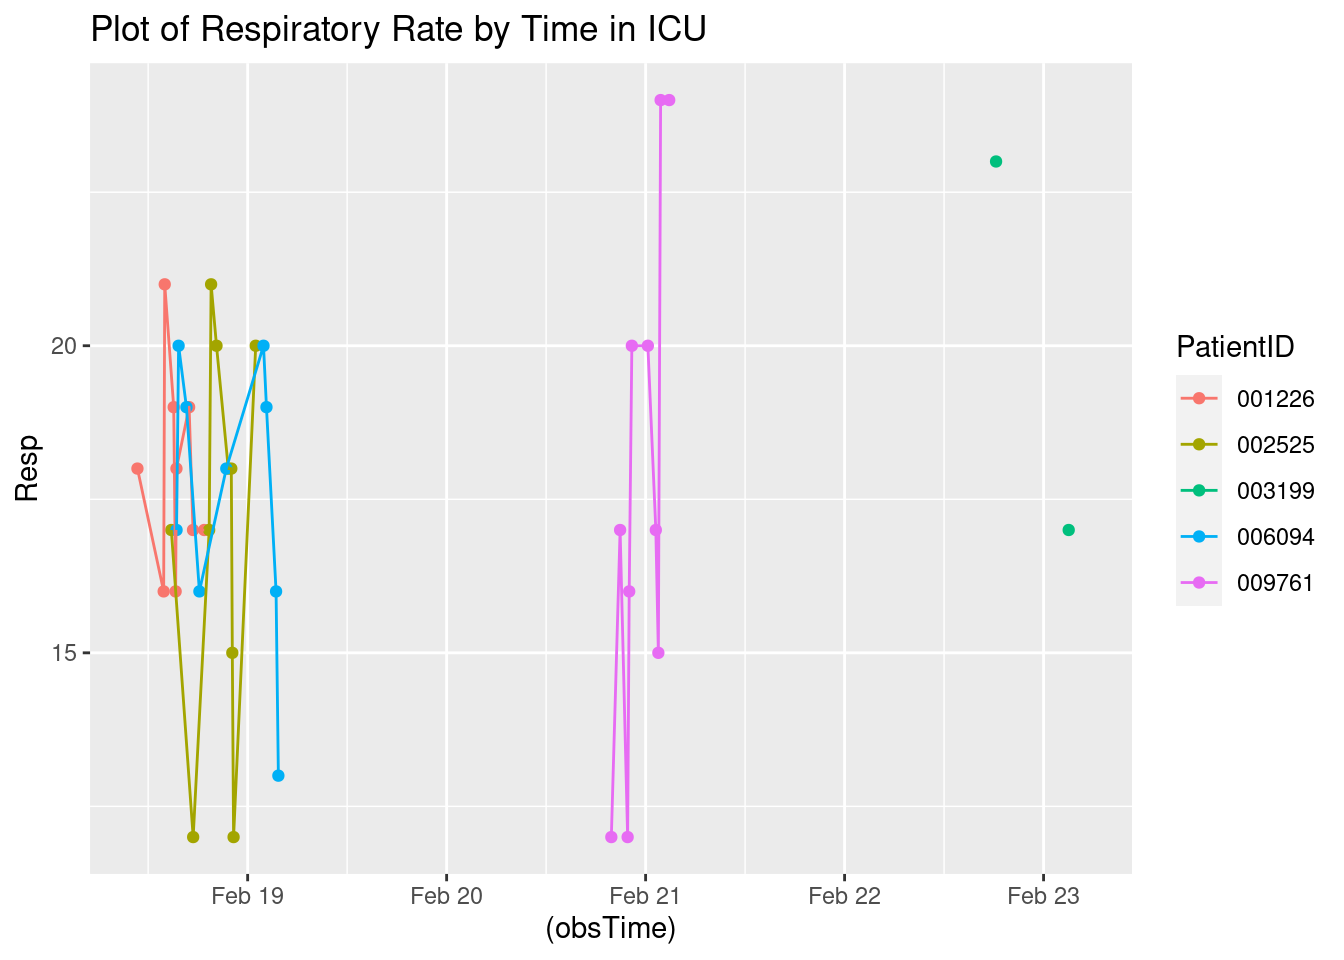 Plot of Respiratory Rate by Time in ICU
Resp
20
15
Feb 19
Feb 20
Feb 21
Feb 22
Feb 23
(obsTime)
PatientID
001226
002525
003199
006094
009761